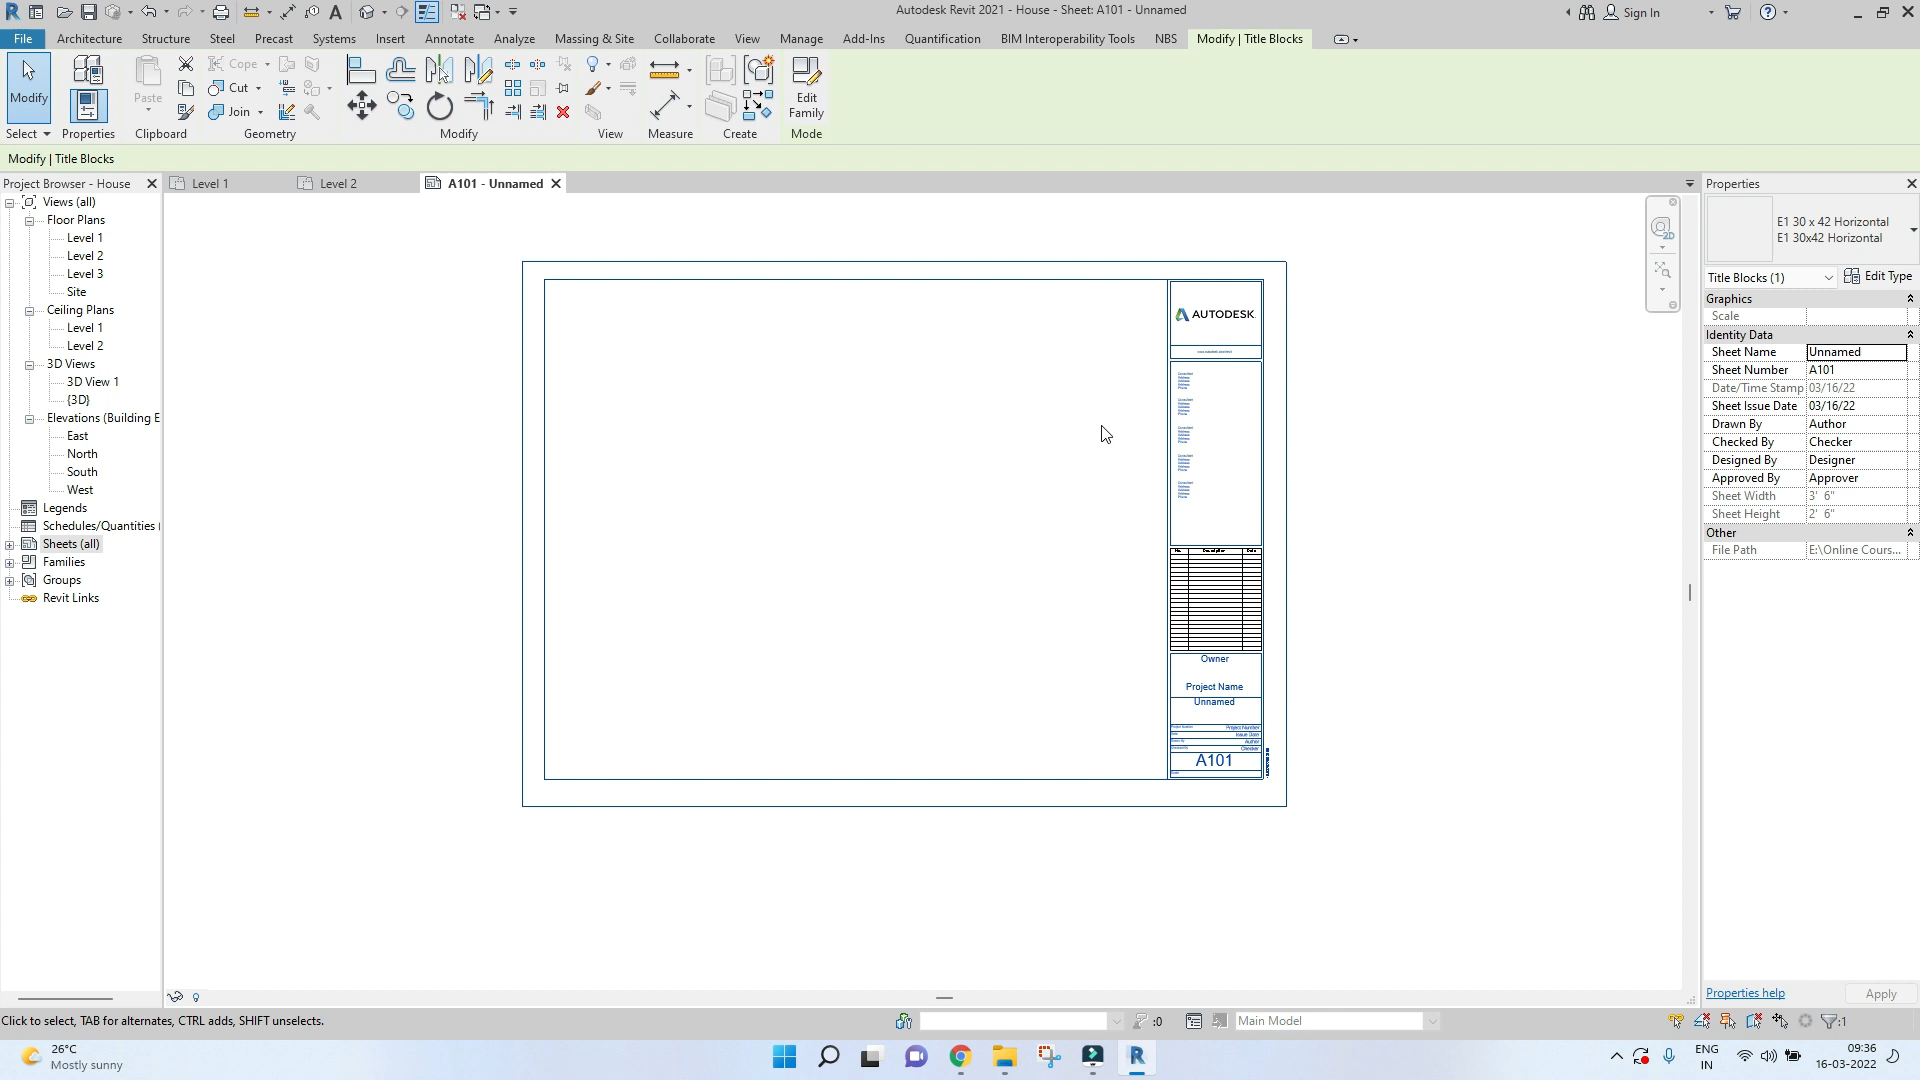 Autodesk Revit 2021 - House - Sheet: A101 - Unnamed
Sign In
File Architecture Structure Steel Precast Systems Insert Annotate Analyze Massing & Site Collaborate View Manage Add-Ins Quantification BIM Interoperability Tools NBS Modify | Title Blocks
Modify
Paste
Cope
Cut
Join
Edit
Family
Select Properties Clipboard Geometry Modify View Measure Create Mode
Modify | Title Blocks
Project Browser - House
Level 1
Level 2
A101 - Unnamed
Views (all)
Floor Plans
Level 1
Level 2
Level 3
Site
Ceiling Plans
Level 1
Level 2
3D Views
3D View 1
{3D}
Elevations (Building E
East
North
South
West
Legends
Schedules/Quantities (
Sheets (all)
Families
Groups
Revit Links
AUTODESK
No. Description Date
Owner
Project Name
Unnamed
Project Number
Issue Date
Author
Checker
A101
Properties
E1 30 x 42 Horizontal
E1 30x42 Horizontal
Title Blocks (1)
Edit Type
Graphics
Scale
Identity Data
Sheet Name Unnamed
Sheet Number A101
Date/Time Stamp 03/16/22
Sheet Issue Date 03/16/22
Drawn By Author
Checked By Checker
Designed By Designer
Approved By Approver
Sheet Width 3' 6"
Sheet Height 2' 6"
Other
File Path E:\Online Cours...
Properties help
Apply
Click to select, TAB for alternates, CTRL adds, SHIFT unselects.
:0
Main Model
:1
26°C
Mostly sunny
ENG
IN
09:36
16-03-2022